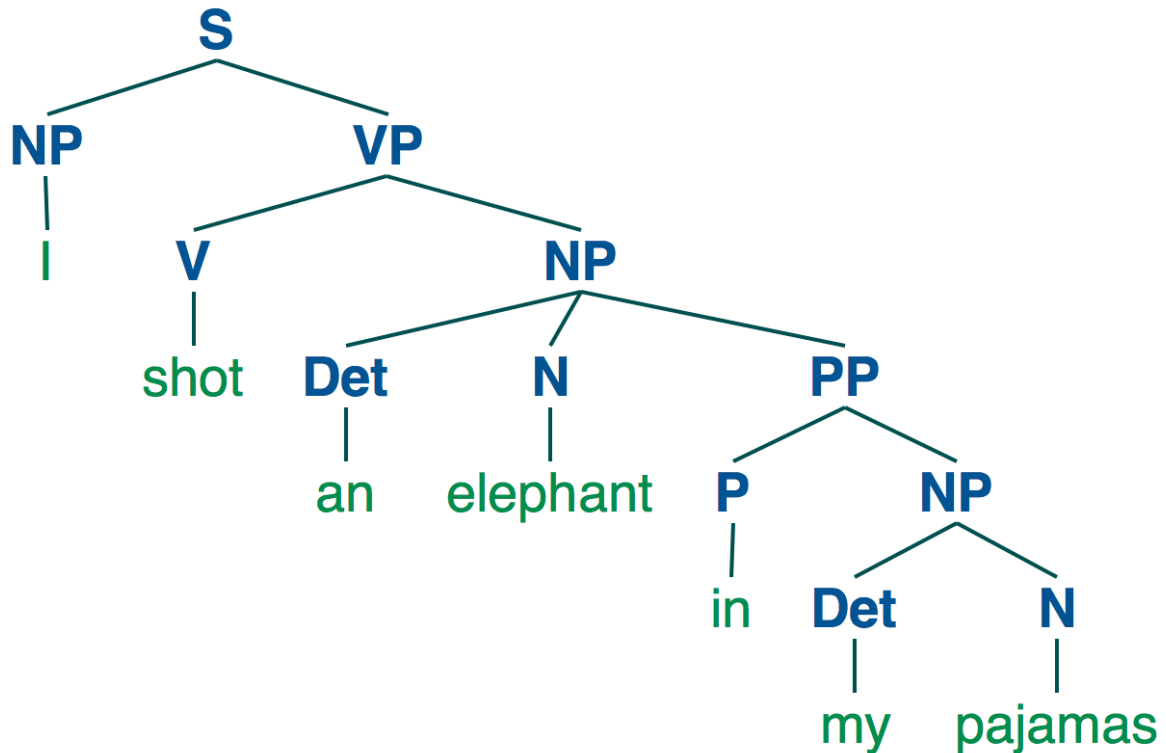 S
NP VP
I V NP
shot Det N PP
an elephant P NP
in Det N
my pajamas